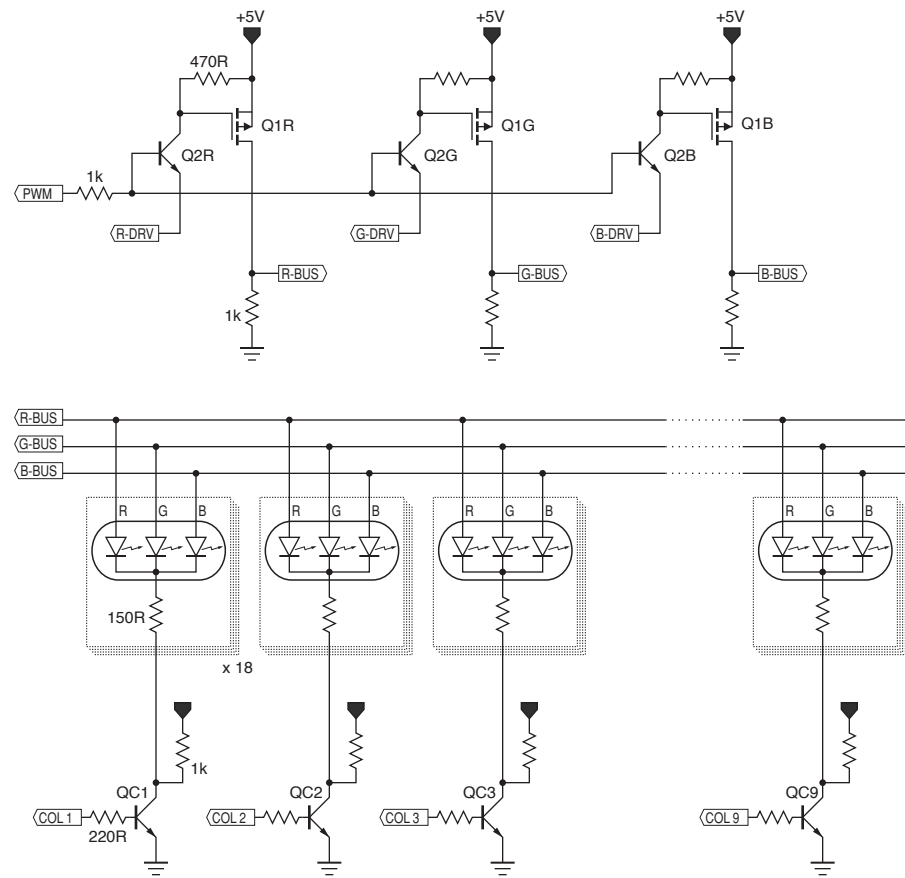 +5V +5V +5V
470R
Q1R Q1G Q1B
Q2R Q2G Q2B
1k
PWM
R-DRV G-DRV B-DRV
R-BUS G-BUS B-BUS
1k
R-BUS
G-BUS
B-BUS
R G B R G B R G B R G B
150R
x 18
1k
QC1 QC2 QC3 QC9
COL 1 COL 2 COL 3 COL 9
220R